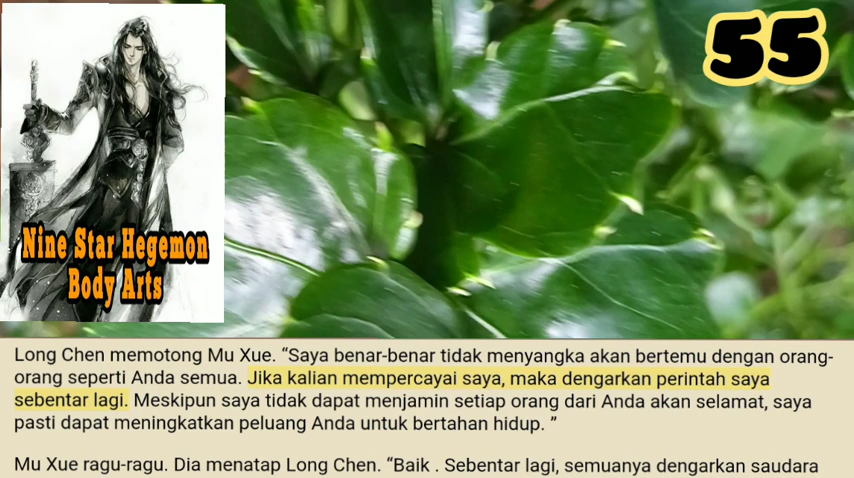 55
Nine Star Hegemon
Body Arts
Long Chen memotong Mu Xue. “Saya benar-benar tidak menyangka akan bertemu dengan orang-
orang seperti Anda semua. Jika kalian mempercayai saya, maka dengarkan perintah saya
sebentar lagi. Meskipun saya tidak dapat menjamin setiap orang dari Anda akan selamat, saya
pasti dapat meningkatkan peluang Anda untuk bertahan hidup. ”
Mu Xue ragu-ragu. Dia menatap Long Chen. “Baik . Sebentar lagi, semuanya dengarkan saudara